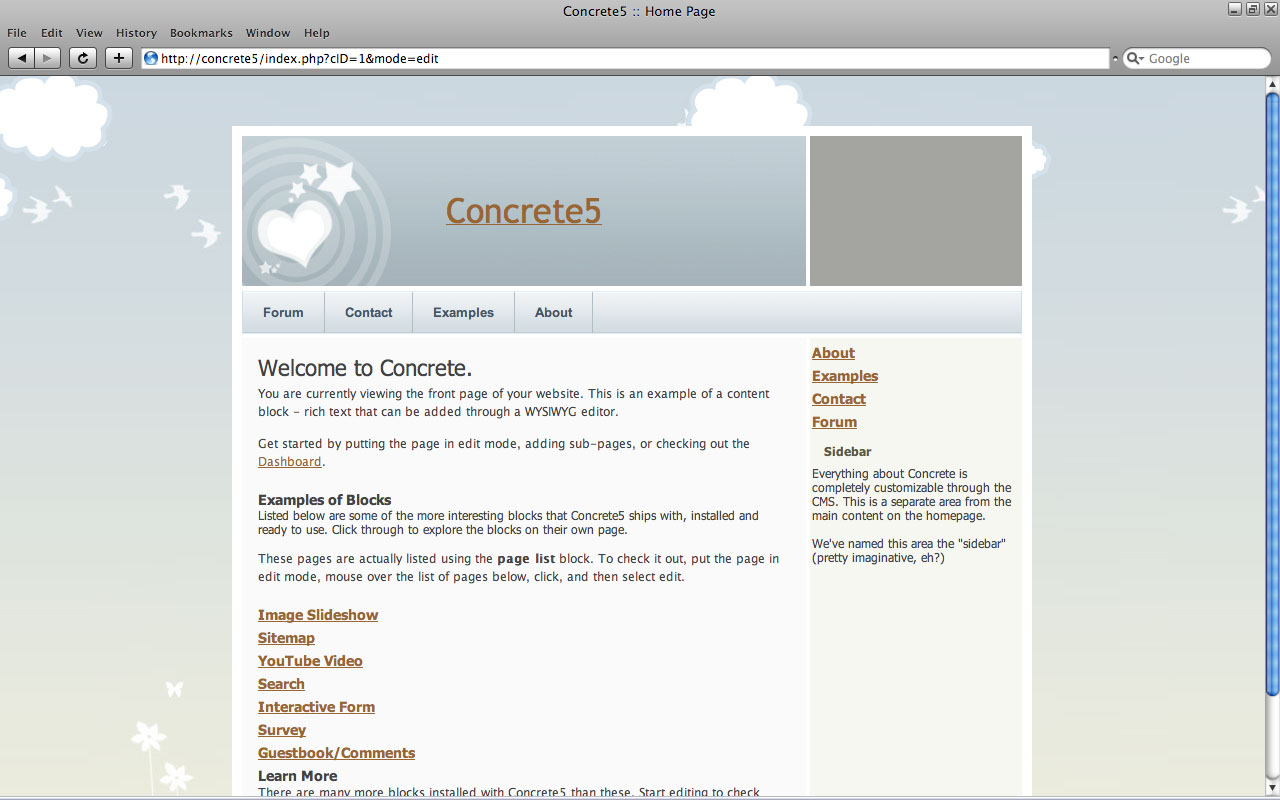 Concrete5 :: Home Page
File Edit View History Bookmarks Window Help
http://concrete5/index.php?cID=1&mode=edit
Google
Concrete5
Forum Contact Examples About
Welcome to Concrete.
You are currently viewing the front page of your website. This is an example of a content
block - rich text that can be added through a WYSIWYG editor.
Get started by putting the page in edit mode, adding sub-pages, or checking out the
Dashboard.
Examples of Blocks
Listed below are some of the more interesting blocks that Concrete5 ships with, installed and
ready to use. Click through to explore the blocks on their own page.
These pages are actually listed using the page list block. To check it out, put the page in
edit mode, mouse over the list of pages below, click, and then select edit.
Image Slideshow
Sitemap
YouTube Video
Search
Interactive Form
Survey
Guestbook/Comments
Learn More
There are many more blocks installed with Concrete5 than these. Start editing to check
About
Examples
Contact
Forum
Sidebar
Everything about Concrete is
completely customizable through the
CMS. This is a separate area from the
main content on the homepage.
We've named this area the "sidebar"
(pretty imaginative, eh?)